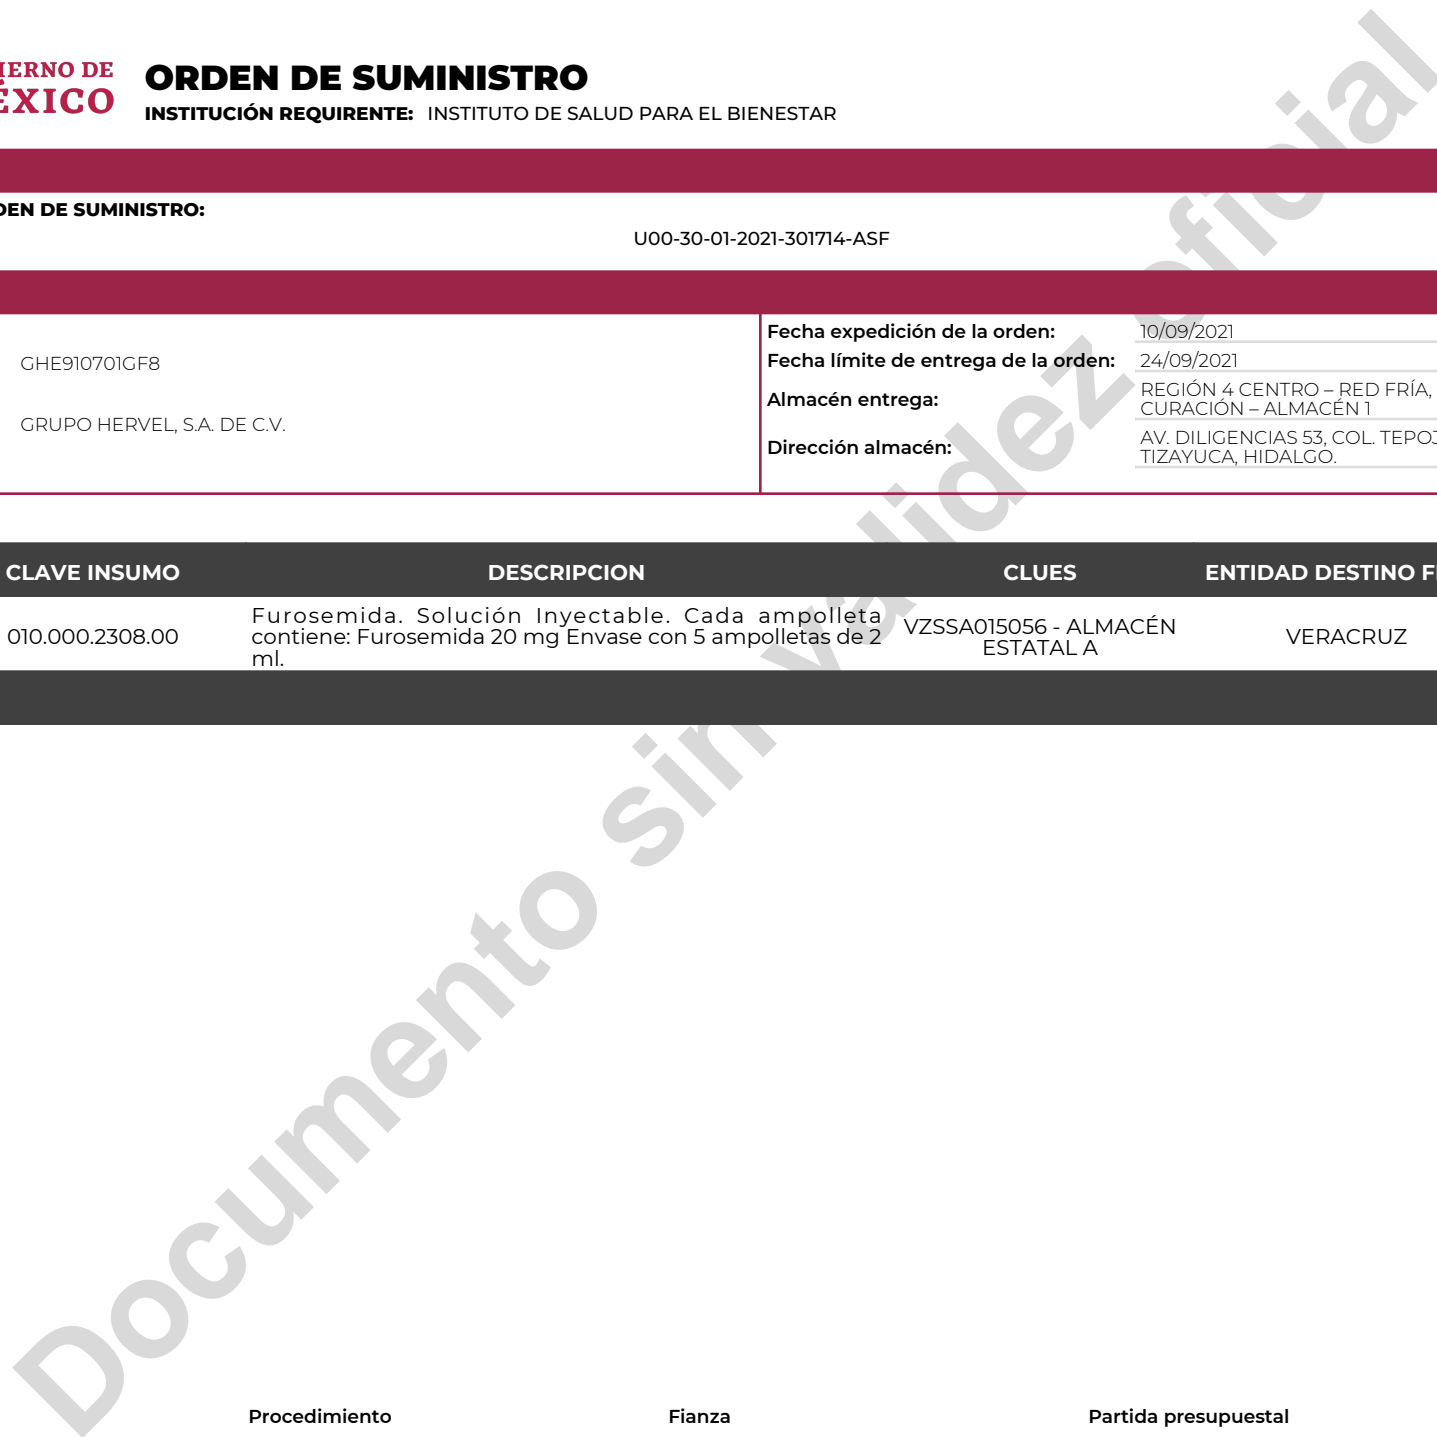 IERNO DE
ÉXICO
ORDEN DE SUMINISTRO
INSTITUCIÓN REQUIRENTE: INSTITUTO DE SALUD PARA EL BIENESTAR
DEN DE SUMINISTRO:
U00-30-01-2021-301714-ASF
GHE910701GF8
GRUPO HERVEL, S.A. DE C.V.
Fecha expedición de la orden: 10/09/2021
Fecha límite de entrega de la orden: 24/09/2021
Almacén entrega: REGIÓN 4 CENTRO – RED FRÍA,
CURACIÓN – ALMACÉN 1
Dirección almacén: AV. DILIGENCIAS 53, COL. TEPOJ
TIZAYUCA, HIDALGO.
CLAVE INSUMO DESCRIPCION CLUES ENTIDAD DESTINO F
010.000.2308.00
Furosemida. Solución Inyectable. Cada ampolleta
contiene: Furosemida 20 mg Envase con 5 ampolletas de 2
ml.
VZSSA015056 - ALMACÉN
ESTATAL A
VERACRUZ
Documento sin validez oficial
Procedimiento Fianza Partida presupuestal